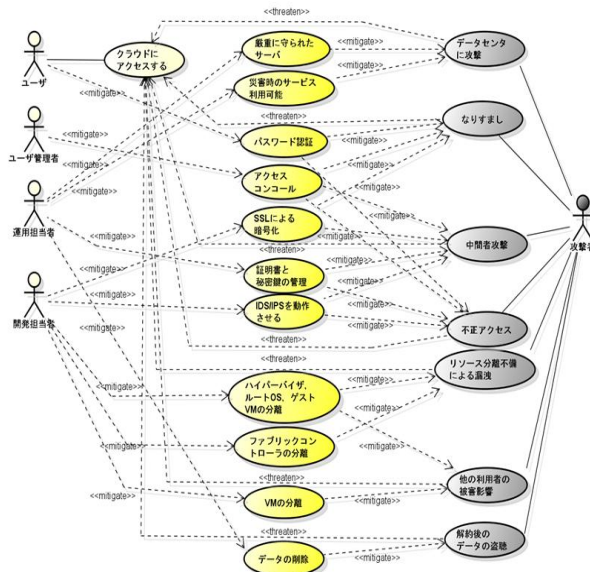 <<threaten>>
クラウドに
アクセスする
厳重に守られた
サーバ
<<mitigate>>
データセンタ
に攻撃
ユーザ
<<mitigate>>
災害時のサービス
利用可能
<<mitigate>>
<<threaten>>
なりすまし
パスワード認証
<<mitigate>>
ユーザ管理者
<<mitigate>>
<<mitigate>>
アクセス
コンコール
<<mitigate>>
<<mitigate>>
<<mitigate>>
運用担当者
SSLによる
暗号化
<<mitigate>>
<<mitigate>>
中間者攻撃
攻撃者
<<threaten>>
<<mitigate>>
証明書と
秘密鍵の管理
<<mitigate>>
<<mitigate>>
開発担当者
<<mitigate>>
IDS/IPSを動作
させる
<<mitigate>>
<<mitigate>>
不正アクセス
<<threaten>>
リソース分離不備
による漏洩
ハイパーバイザ,
ルートOS, ゲスト
VMの分離
<<mitigate>>
<<mitigate>>
<<mitigate>>
ファブリックコント
ローラの分離
<<mitigate>>
<<mitigate>>
<<threaten>>
他の利用者の
被害影響
<<mitigate>>
VMの分離
<<mitigate>>
<<threaten>>
解約後の
データの盗聴
<<mitigate>>
データの削除
<<mitigate>>